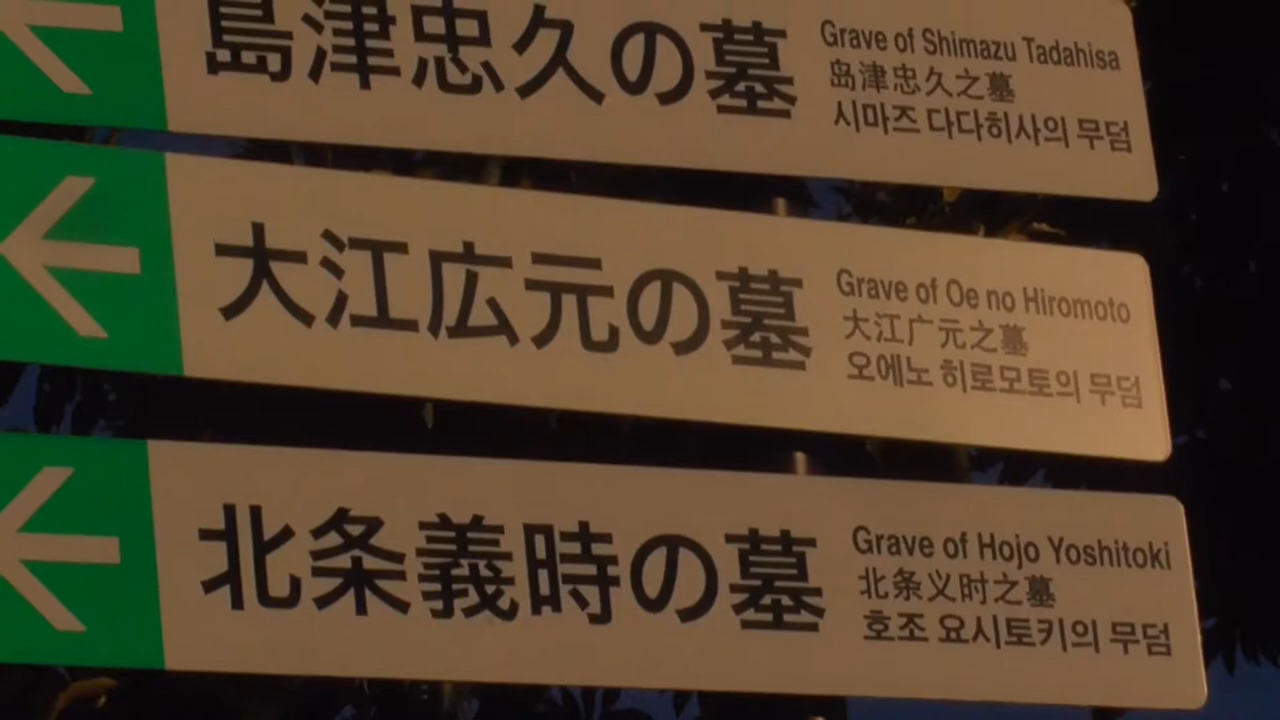 島津忠久の墓
Grave of Shimazu Tadahisa
岛津忠久之墓
시마즈 다다히사의 무덤
大江広元の墓
Grave of Oe no Hiromoto
大江广元之墓
오에노 히로모토의 무덤
北条義時の墓
Grave of Hojo Yoshitoki
北条义时之墓
호조 요시토키의 무덤